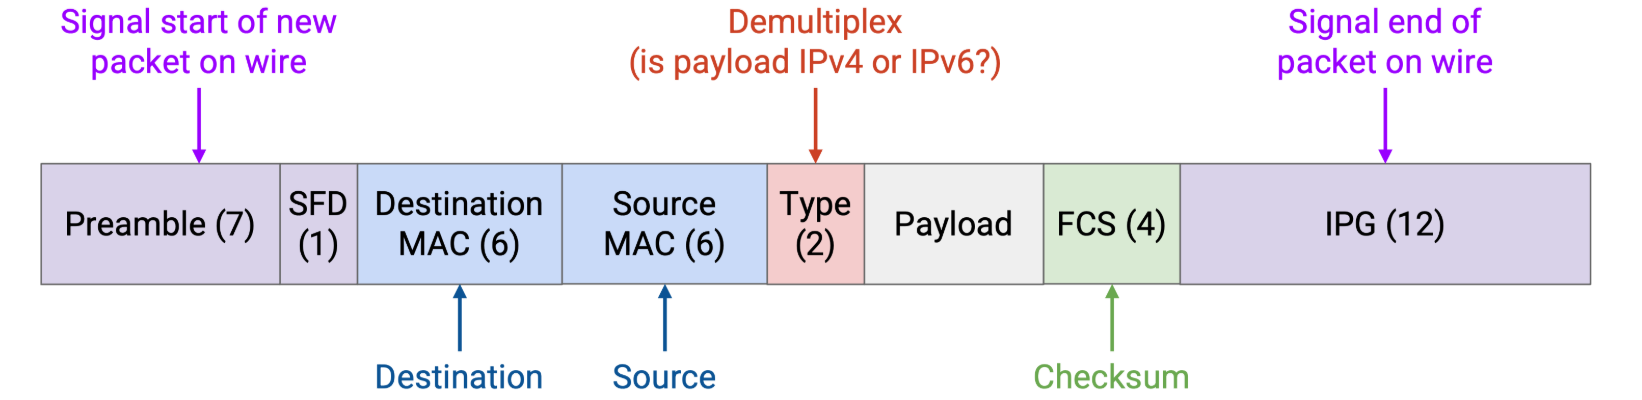 Signal start of new
packet on wire
Demultiplex
(is payload IPv4 or IPv6?)
Signal end of
packet on wire
Preamble (7)
SFD
(1)
Destination
MAC (6)
Source
MAC (6)
Type
(2)
Payload
FCS (4)
IPG (12)
Destination
Source
Checksum